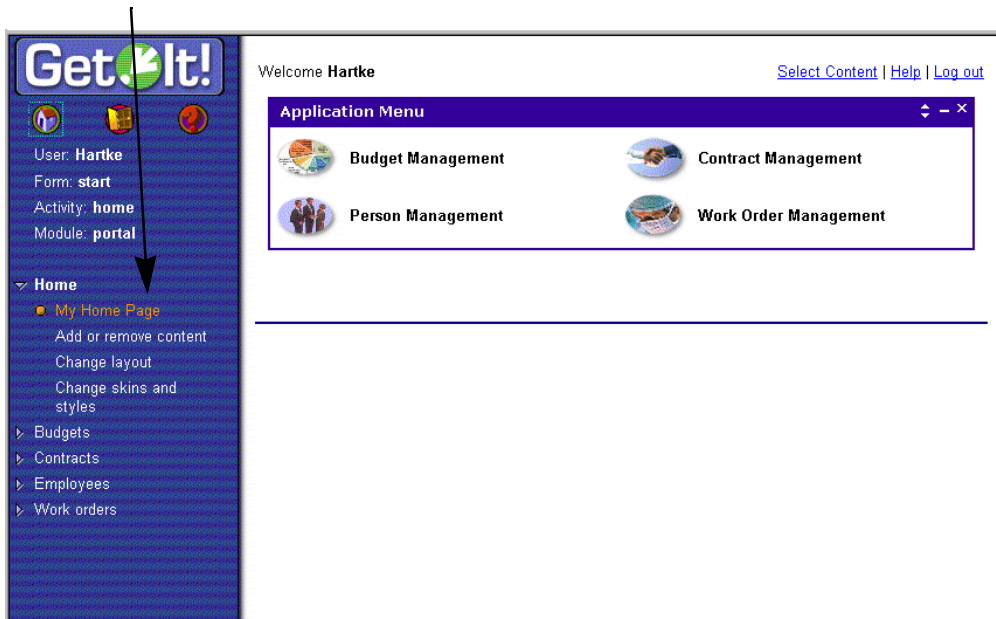 Get It!
User: Hartke
Form: start
Activity: home
Module: portal
Home
My Home Page
Add or remove content
Change layout
Change skins and
styles
Budgets
Contracts
Employees
Work orders
Welcome Hartke
Select Content | Help | Log out
Application Menu
Budget Management
Contract Management
Person Management
Work Order Management